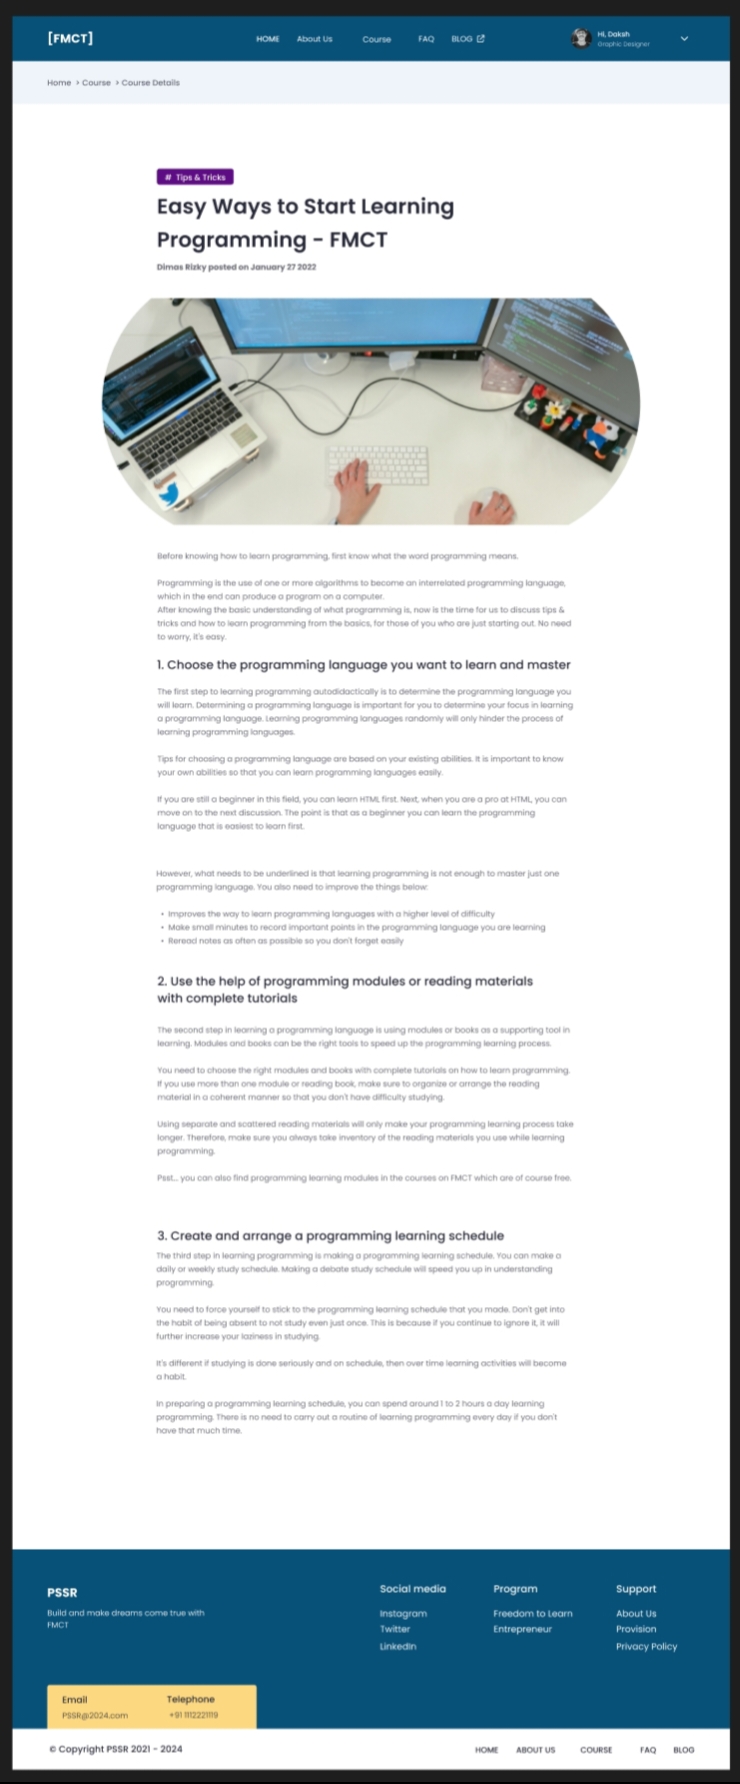 [FMCT]
HOME About Us Course FAQ BLOG
Hi, Daksh
Graphic Designer
Home > Course > Course Details
# Tips & Tricks
Easy Ways to Start Learning
Programming - FMCT
Dimas Rizky posted on January 27 2022
Before knowing how to learn programming, first know what the word programming means.
Programming is the use of one or more algorithms to become an interrelated programming language,
which in the end can produce a program on a computer.
After knowing the basic understanding of what programming is, now is the time for us to discuss tips &
tricks and how to learn programming from the basics, for those of you who are just starting out. No need
to worry, it's easy.
1. Choose the programming language you want to learn and master
The first step to learning programming autodidactically is to determine the programming language you
will learn. Determining a programming language is important for you to determine your focus in learning
a programming language. Learning programming languages randomly will only hinder the process of
learning programming languages.
Tips for choosing a programming language are based on your existing abilities. It is important to know
your own abilities so that you can learn programming languages easily.
If you are still a beginner in this field, you can learn HTML first. Next, when you are a pro at HTML, you can
move on to the next discussion. The point is that as a beginner you can learn the programming
language that is easiest to learn first.
However, what needs to be underlined is that learning programming is not enough to master just one
programming language. You also need to improve the things below:
• Improves the way to learn programming languages with a higher level of difficulty
• Make small minutes to record important points in the programming language you are learning
• Reread notes as often as possible so you don't forget easily
2. Use the help of programming modules or reading materials
with complete tutorials
The second step in learning a programming language is using modules or books as a supporting tool in
learning. Modules and books can be the right tools to speed up the programming learning process.
You need to choose the right modules and books with complete tutorials on how to learn programming.
If you use more than one module or reading book, make sure to organize or arrange the reading
material in a coherent manner so that you don't have difficulty studying.
Using separate and scattered reading materials will only make your programming learning process take
longer. Therefore, make sure you always take inventory of the reading materials you use while learning
programming.
Psst... you can also find programming learning modules in the courses on FMCT which are of course free.
3. Create and arrange a programming learning schedule
The third step in learning programming is making a programming learning schedule. You can make a
daily or weekly study schedule. Making a debate study schedule will speed you up in understanding
programming.
You need to force yourself to stick to the programming learning schedule that you made. Don't get into
the habit of being absent to not study even just once. This is because if you continue to ignore it, it will
further increase your laziness in studying.
It's different if studying is done seriously and on schedule, then over time learning activities will become
a habit.
In preparing a programming learning schedule, you can spend around 1 to 2 hours a day learning
programming. There is no need to carry out a routine of learning programming every day if you don't
have that much time.
PSSR
Build and make dreams come true with
FMCT
Social media
Instagram
Twitter
LinkedIn
Program
Freedom to Learn
Entrepreneur
Support
About Us
Provision
Privacy Policy
Email
PSSR@2024.com
Telephone
+91 1112221119
© Copyright PSSR 2021 - 2024
HOME ABOUT US COURSE FAQ BLOG